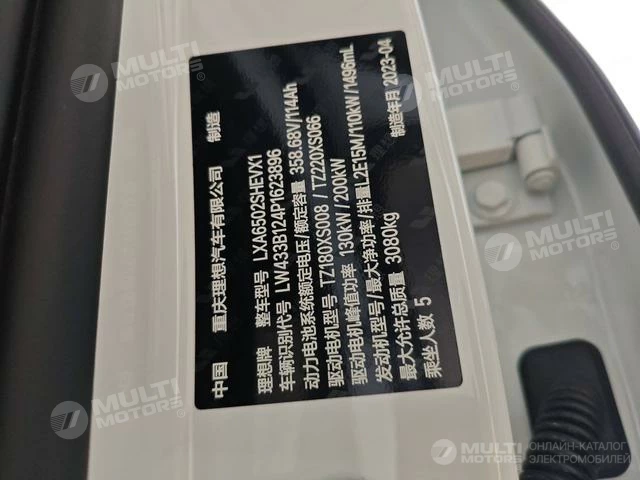 中国 重庆理想汽车有限公司 制造
理想牌 整车型号 LXA6502SHEVX1
车辆识别代号 LW433B124P1623896
动力电池系统额定电压/额定容量 358.68V/114Ah
驱动电机型号 TZ180XS008 / TZ220XS066
驱动电机峰值功率 130kW / 200kW
发动机型号/最大净功率/排量 L2E15M/110kW/1496mL
最大允许总质量 3080kg
乘坐人数 5 制造年月 2023-04
MULTI MOTORS
MULTI MOTORS
MULTI MOTORS
MULTI MOTORS
MULTI MOTORS
ОНЛАЙН-КАТАЛОГ
ЭЛЕКТРОМОБИЛЕЙ